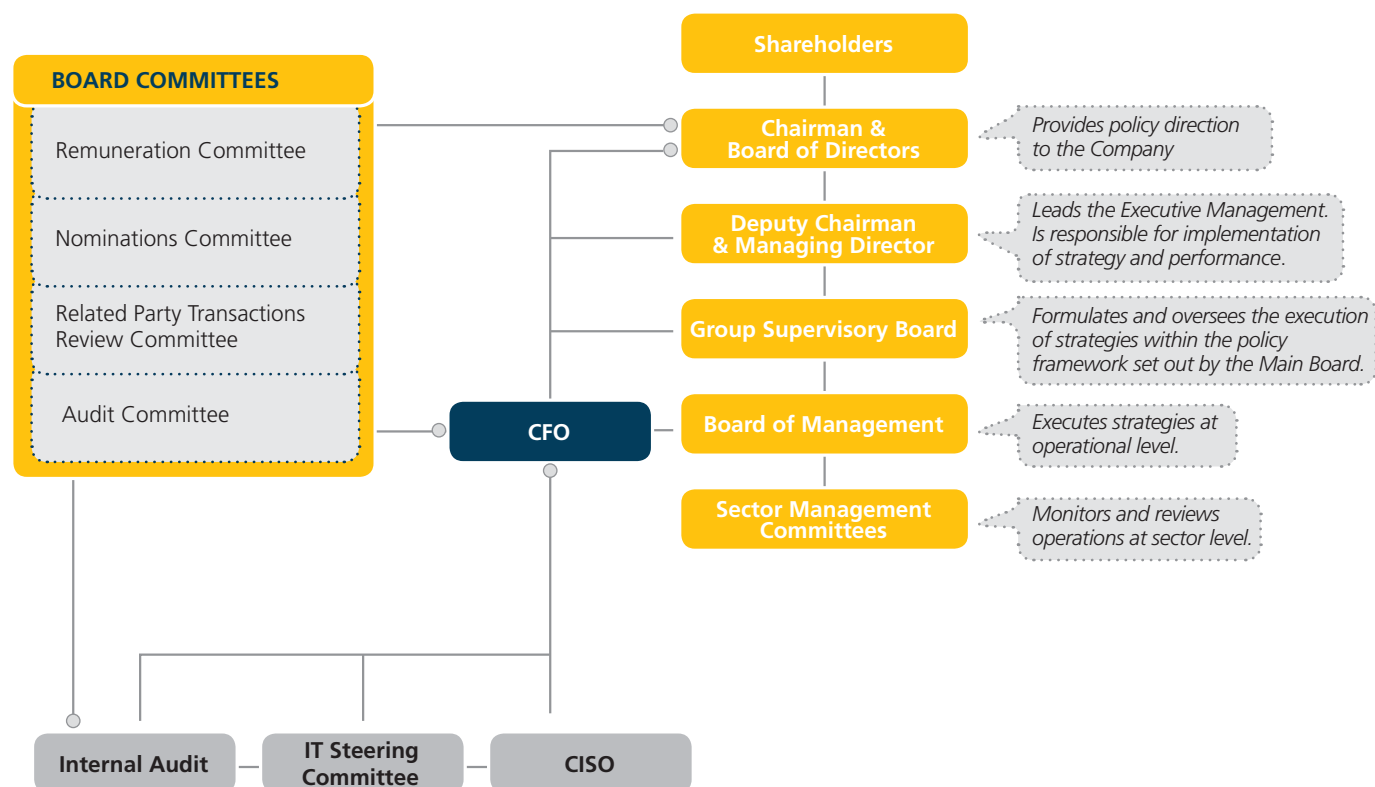 BOARD COMMITTEES
Remuneration Committee
Nominations Committee
Related Party Transactions
Review Committee
Audit Committee
Shareholders
Chairman &
Board of Directors
Provides policy direction
to the Company
Deputy Chairman
& Managing Director
Leads the Executive Management.
Is responsible for implementation
of strategy and performance.
Group Supervisory Board
Formulates and oversees the execution
of strategies within the policy
framework set out by the Main Board.
CFO
Board of Management
Executes strategies at
operational level.
Sector Management
Committees
Monitors and reviews
operations at sector level.
Internal Audit
IT Steering
Committee
CISO